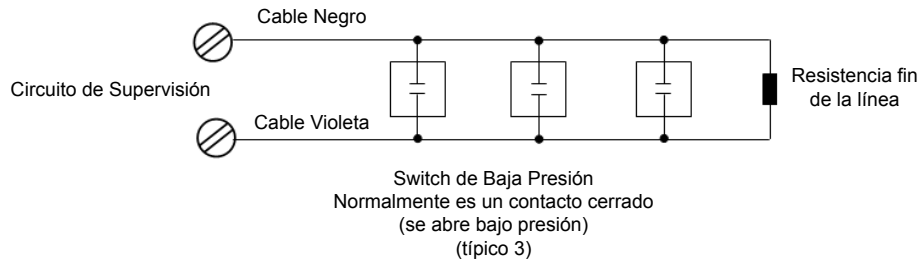 Cable Negro
Circuito de Supervisión
Cable Violeta
Resistencia fin
de la línea
Switch de Baja Presión
Normalmente es un contacto cerrado
(se abre bajo presión)
(típico 3)